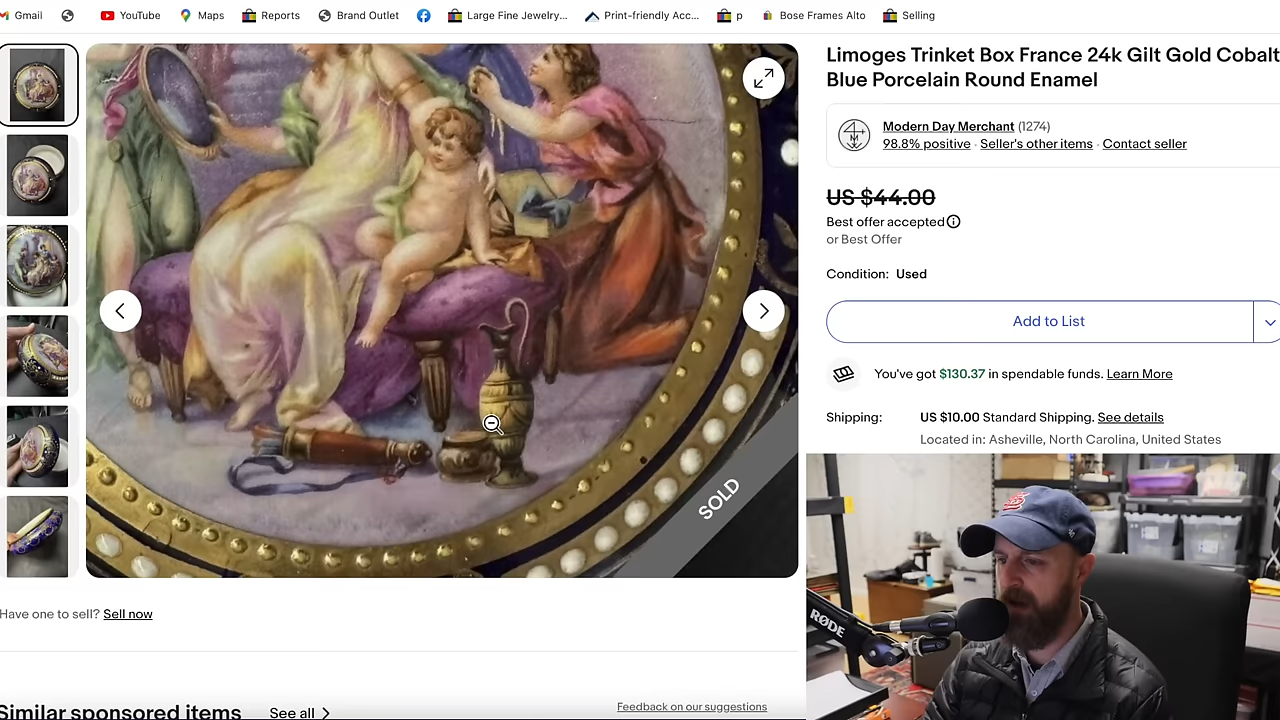 Gmail
YouTube
Maps
Reports
Brand Outlet
Large Fine Jewelry...
Print-friendly Acc...
p
Bose Frames Alto
Selling
Limoges Trinket Box France 24k Gilt Gold Cobalt
Blue Porcelain Round Enamel
Modern Day Merchant (1274)
98.8% positive · Seller's other items · Contact seller
US $44.00
Best offer accepted
or Best Offer
Condition: Used
Add to List
You've got $130.37 in spendable funds. Learn More
Shipping: US $10.00 Standard Shipping. See details
Located in: Asheville, North Carolina, United States
SOLD
RØDE
Have one to sell? Sell now
Similar sponsored items See all
Feedback on our suggestions